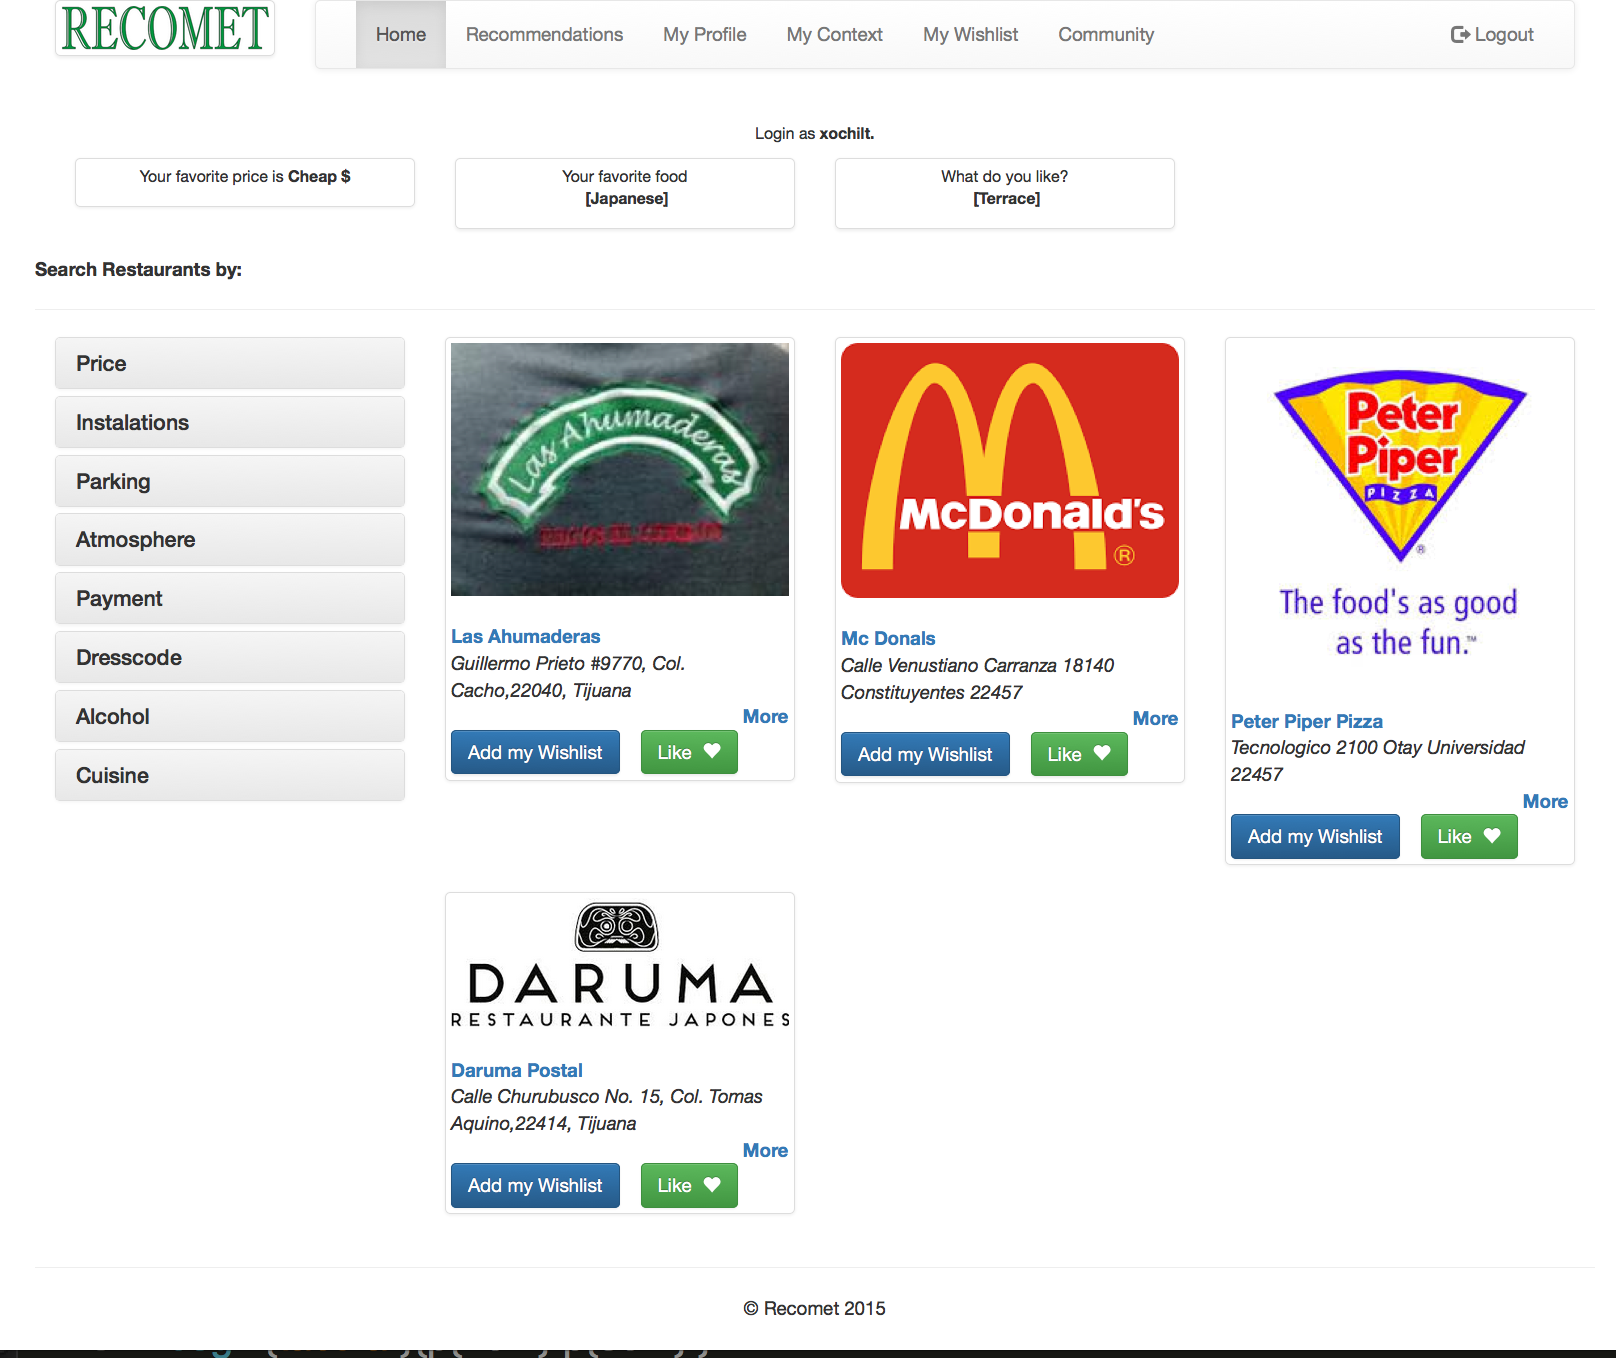 RECOMET
Home Recommendations My Profile My Context My Wishlist Community Logout
Login as xochilt.
Your favorite price is Cheap $
Your favorite food
[Japanese]
What do you like?
[Terrace]
Search Restaurants by:
Price
Instalations
Parking
Atmosphere
Payment
Dresscode
Alcohol
Cuisine
Las Ahumaderas
Las Ahumaderas
Guillermo Prieto #9770, Col.
Cacho,22040, Tijuana
More
Add my Wishlist Like
McDonald's
®
Mc Donals
Calle Venustiano Carranza 18140
Constituyentes 22457
More
Add my Wishlist Like
Peter
Piper
PIZZA
®
The food's as good
as the fun.™
Peter Piper Pizza
Tecnologico 2100 Otay Universidad
22457
More
Add my Wishlist Like
DARUMA
RESTAURANTE JAPONES
Daruma Postal
Calle Churubusco No. 15, Col. Tomas
Aquino,22414, Tijuana
More
Add my Wishlist Like
© Recomet 2015